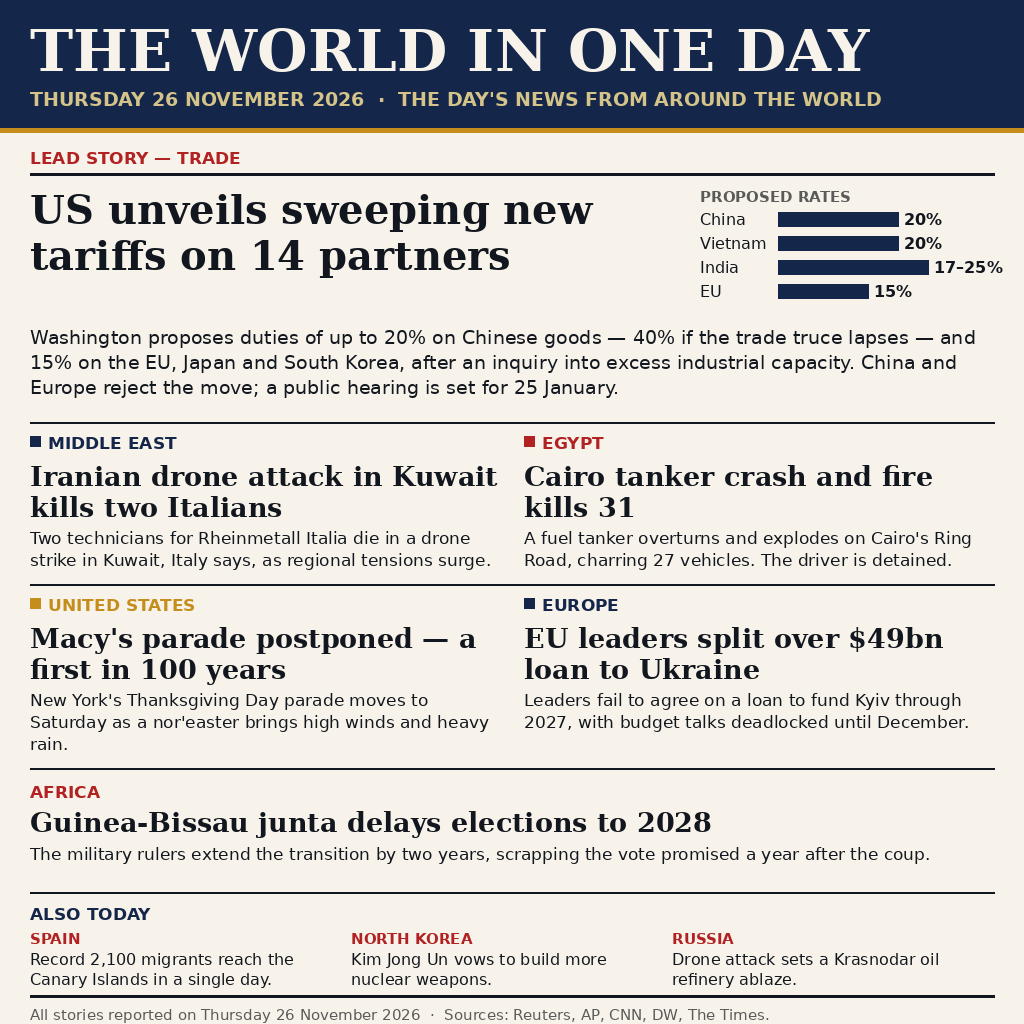 THE WORLD IN ONE DAY
THURSDAY 26 NOVEMBER 2026 · THE DAY'S NEWS FROM AROUND THE WORLD
LEAD STORY — TRADE
US unveils sweeping new
tariffs on 14 partners
PROPOSED RATES
China 20%
Vietnam 20%
India 17–25%
EU 15%
Washington proposes duties of up to 20% on Chinese goods — 40% if the trade truce lapses — and
15% on the EU, Japan and South Korea, after an inquiry into excess industrial capacity. China and
Europe reject the move; a public hearing is set for 25 January.
MIDDLE EAST
Iranian drone attack in Kuwait
kills two Italians
Two technicians for Rheinmetall Italia die in a drone
strike in Kuwait, Italy says, as regional tensions surge.
EGYPT
Cairo tanker crash and fire
kills 31
A fuel tanker overturns and explodes on Cairo's Ring
Road, charring 27 vehicles. The driver is detained.
UNITED STATES
Macy's parade postponed — a
first in 100 years
New York's Thanksgiving Day parade moves to
Saturday as a nor'easter brings high winds and heavy
rain.
EUROPE
EU leaders split over $49bn
loan to Ukraine
Leaders fail to agree on a loan to fund Kyiv through
2027, with budget talks deadlocked until December.
AFRICA
Guinea-Bissau junta delays elections to 2028
The military rulers extend the transition by two years, scrapping the vote promised a year after the coup.
ALSO TODAY
SPAIN
Record 2,100 migrants reach the
Canary Islands in a single day.
NORTH KOREA
Kim Jong Un vows to build more
nuclear weapons.
RUSSIA
Drone attack sets a Krasnodar oil
refinery ablaze.
All stories reported on Thursday 26 November 2026 · Sources: Reuters, AP, CNN, DW, The Times.